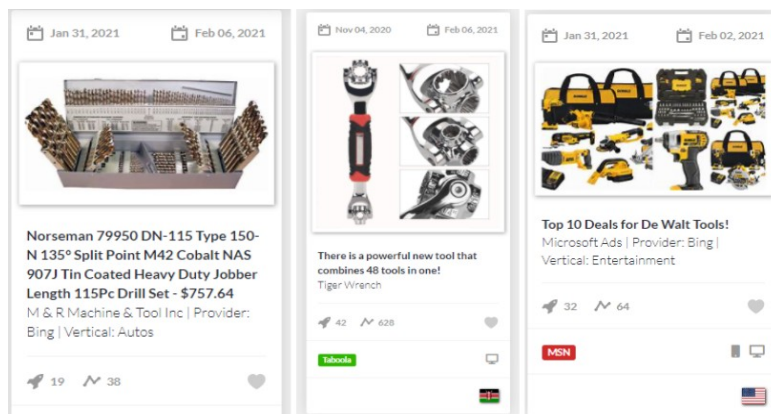 Jan 31, 2021 Feb 06, 2021
Norseman 79950 DN-115 Type 150-
N 135° Split Point M42 Cobalt NAS
907J Tin Coated Heavy Duty Jobber
Length 115Pc Drill Set - $757.64
M & R Machine & Tool Inc | Provider:
Bing | Vertical: Autos
19 38
Nov 04, 2020 Feb 06, 2021
There is a powerful new tool that
combines 48 tools in one!
Tiger Wrench
42 628
Taboola
Jan 31, 2021 Feb 02, 2021
Top 10 Deals for De Walt Tools!
Microsoft Ads | Provider: Bing |
Vertical: Entertainment
32 64
MSN